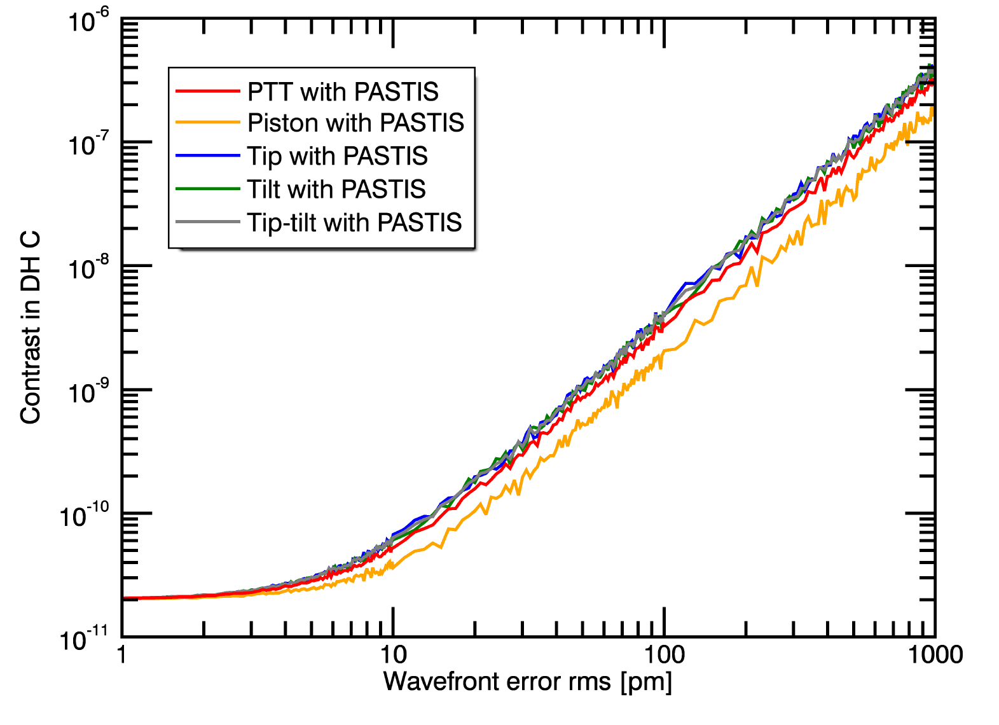 10-6
10-7
10-8
10-9
10-10
10-11
Contrast in DH C
PTT with PASTIS
Piston with PASTIS
Tip with PASTIS
Tilt with PASTIS
Tip-tilt with PASTIS
1 10 100 1000
Wavefront error rms [pm]